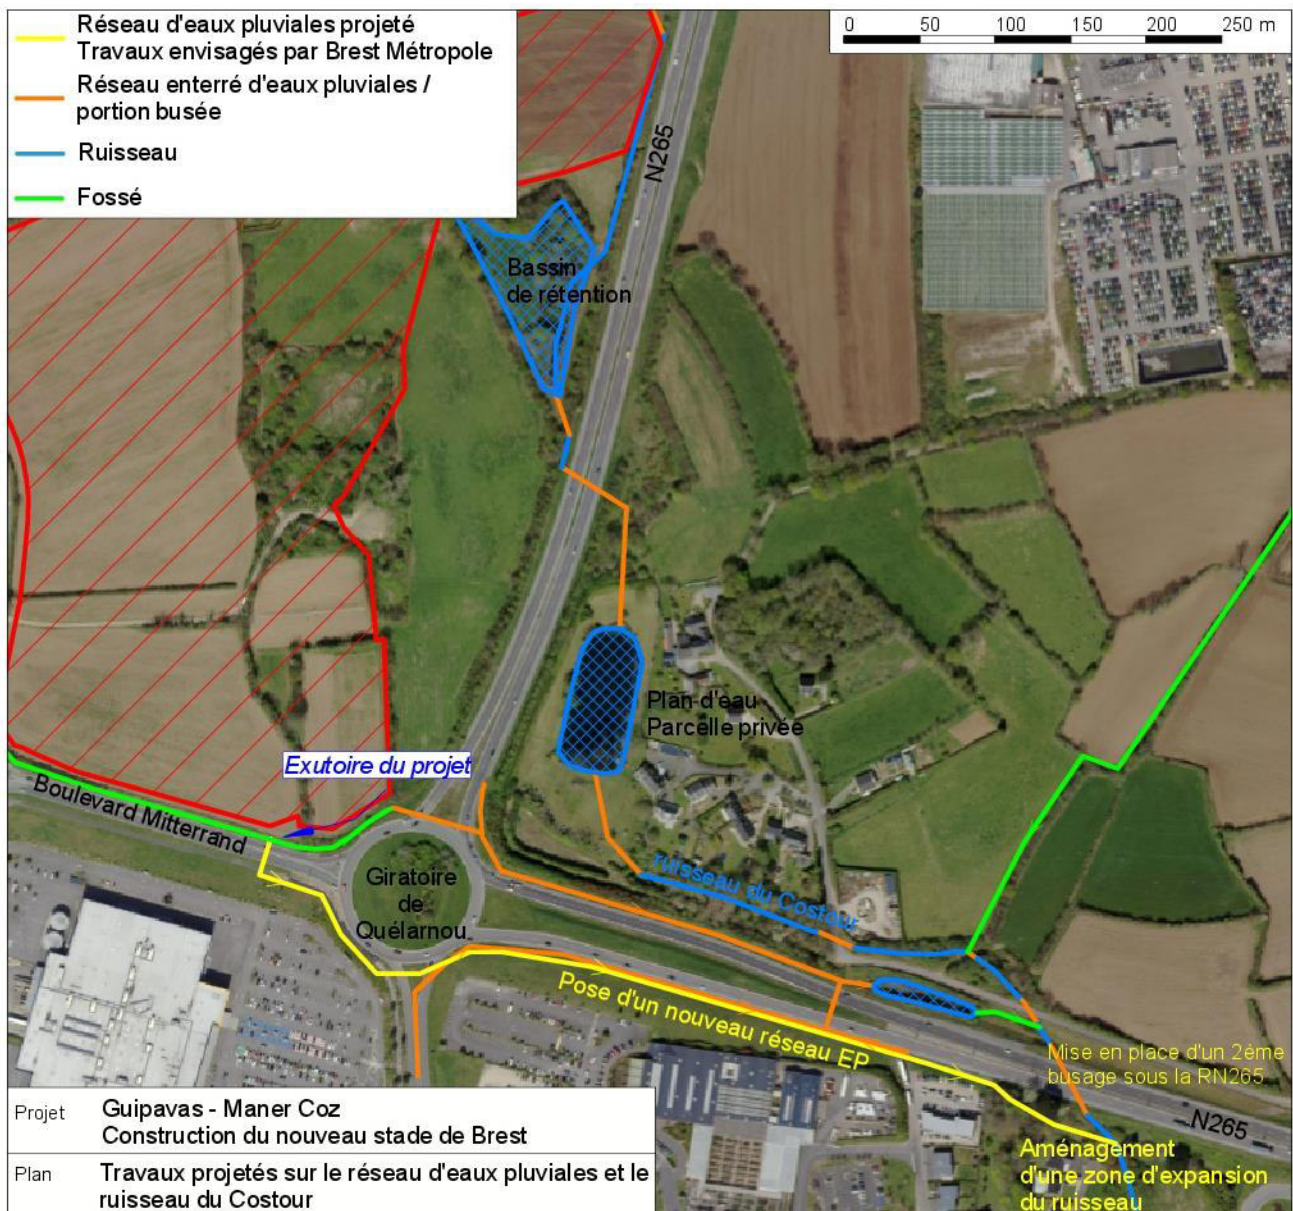 Réseau d'eaux pluviales projeté
Travaux envisagés par Brest Métropole
Réseau enterré d'eaux pluviales /
portion busée
Ruisseau
Fossé
0 50 100 150 200 250 m
N265
Bassin
de rétention
Plan d'eau
Parcelle privée
Exutoire du projet
Boulevard Mitterrand
Giratoire
de
Quélarnou
ruisseau du Costour
Pose d'un nouveau réseau EP
Mise en place d'un 2ème
busage sous la RN265
N265
Aménagement
d'une zone d'expansion
du ruisseau
Projet Guipavas - Maner Coz
Construction du nouveau stade de Brest
Plan Travaux projetés sur le réseau d'eaux pluviales et le
ruisseau du Costour